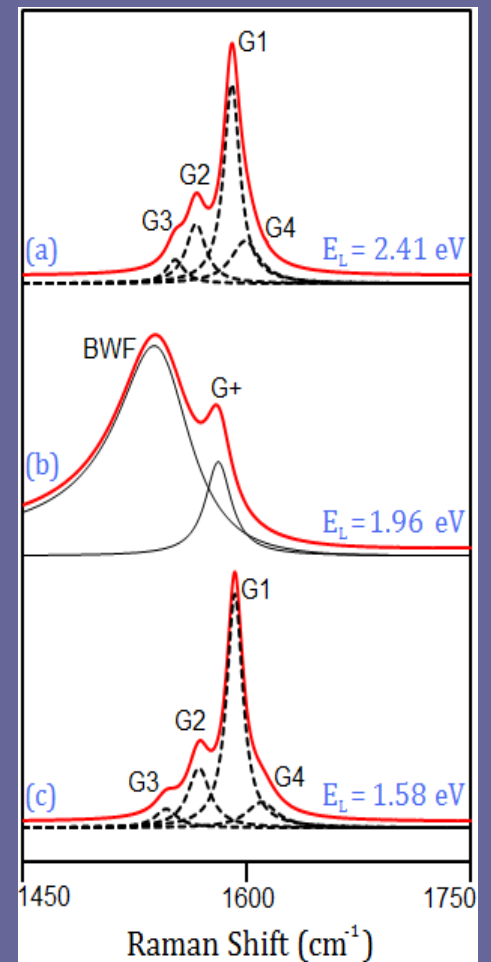 G1
G2
G3
G4
(a)
E_L = 2.41 eV
BWF
G+
(b)
E_L = 1.96 eV
G1
G2
G3
G4
(c)
E_L = 1.58 eV
1450 1600 1750
Raman Shift (cm⁻¹)